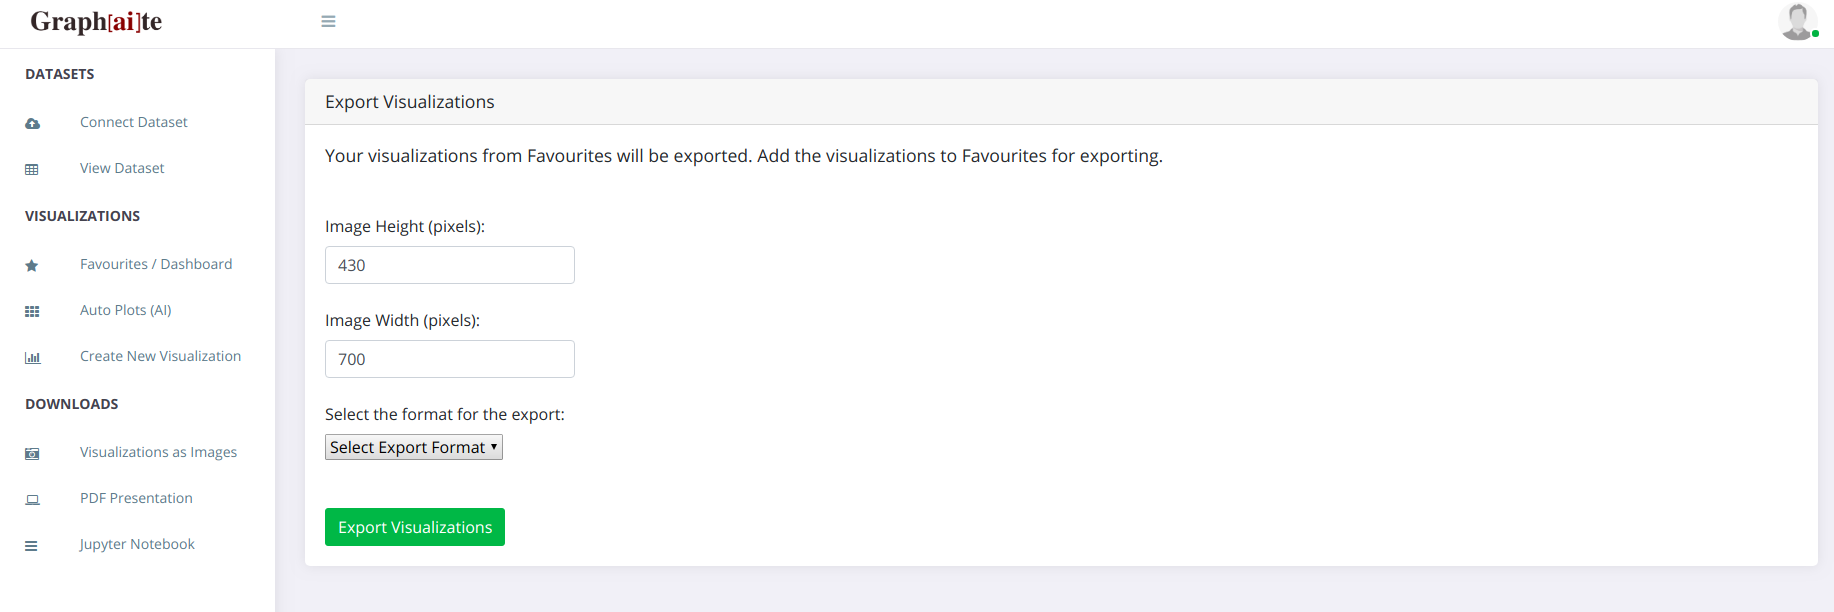 Graph[ai]te
DATASETS
Connect Dataset
View Dataset
VISUALIZATIONS
Favourites / Dashboard
Auto Plots (AI)
Create New Visualization
DOWNLOADS
Visualizations as Images
PDF Presentation
Jupyter Notebook
Export Visualizations
Your visualizations from Favourites will be exported. Add the visualizations to Favourites for exporting.
Image Height (pixels):
430
Image Width (pixels):
700
Select the format for the export:
Select Export Format
Export Visualizations